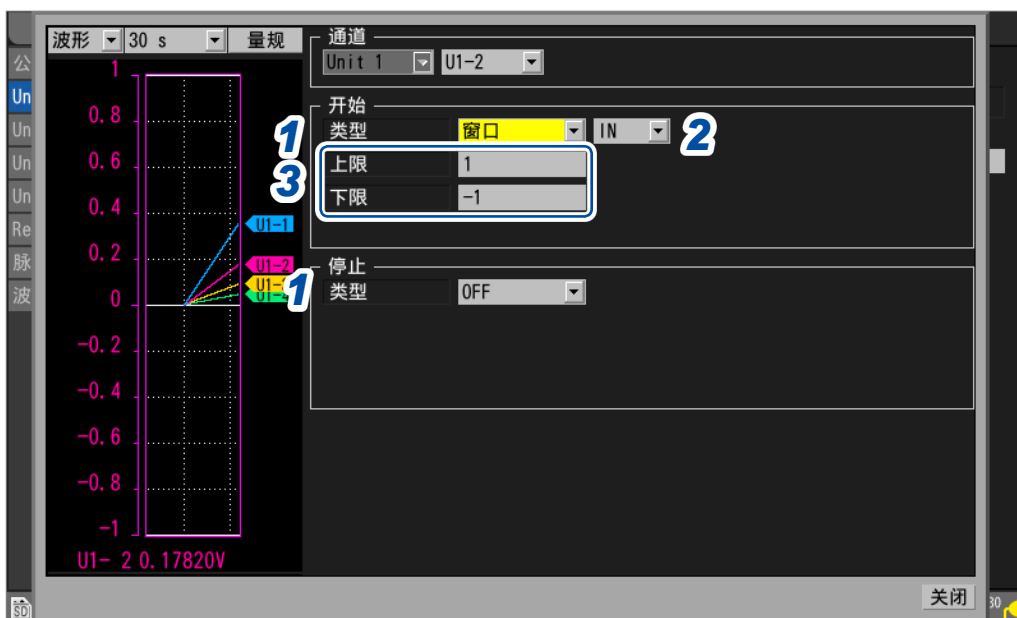 波形 30 s 量规
通道
Unit 1 U1-2
公
Un
Un
Un
Un
Re
脉
波
1
0.8
0.6
0.4
0.2
0
-0.2
-0.4
-0.6
-0.8
-1
U1-1
U1-2
U1- 2 0.17820V
开始
1 类型 窗口 IN 2
3
上限 1
下限 -1
停止
1 类型 OFF
关闭
SD
30